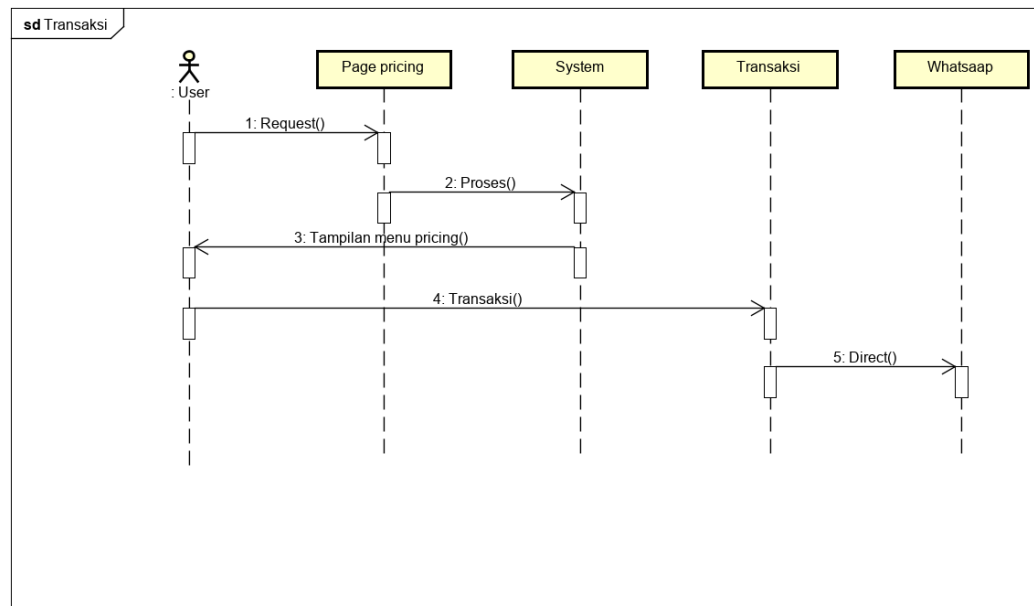 sd Transaksi
: User
Page pricing
System
Transaksi
Whatsaap
1: Request()
2: Proses()
3: Tampilan menu pricing()
4: Transaksi()
5: Direct()